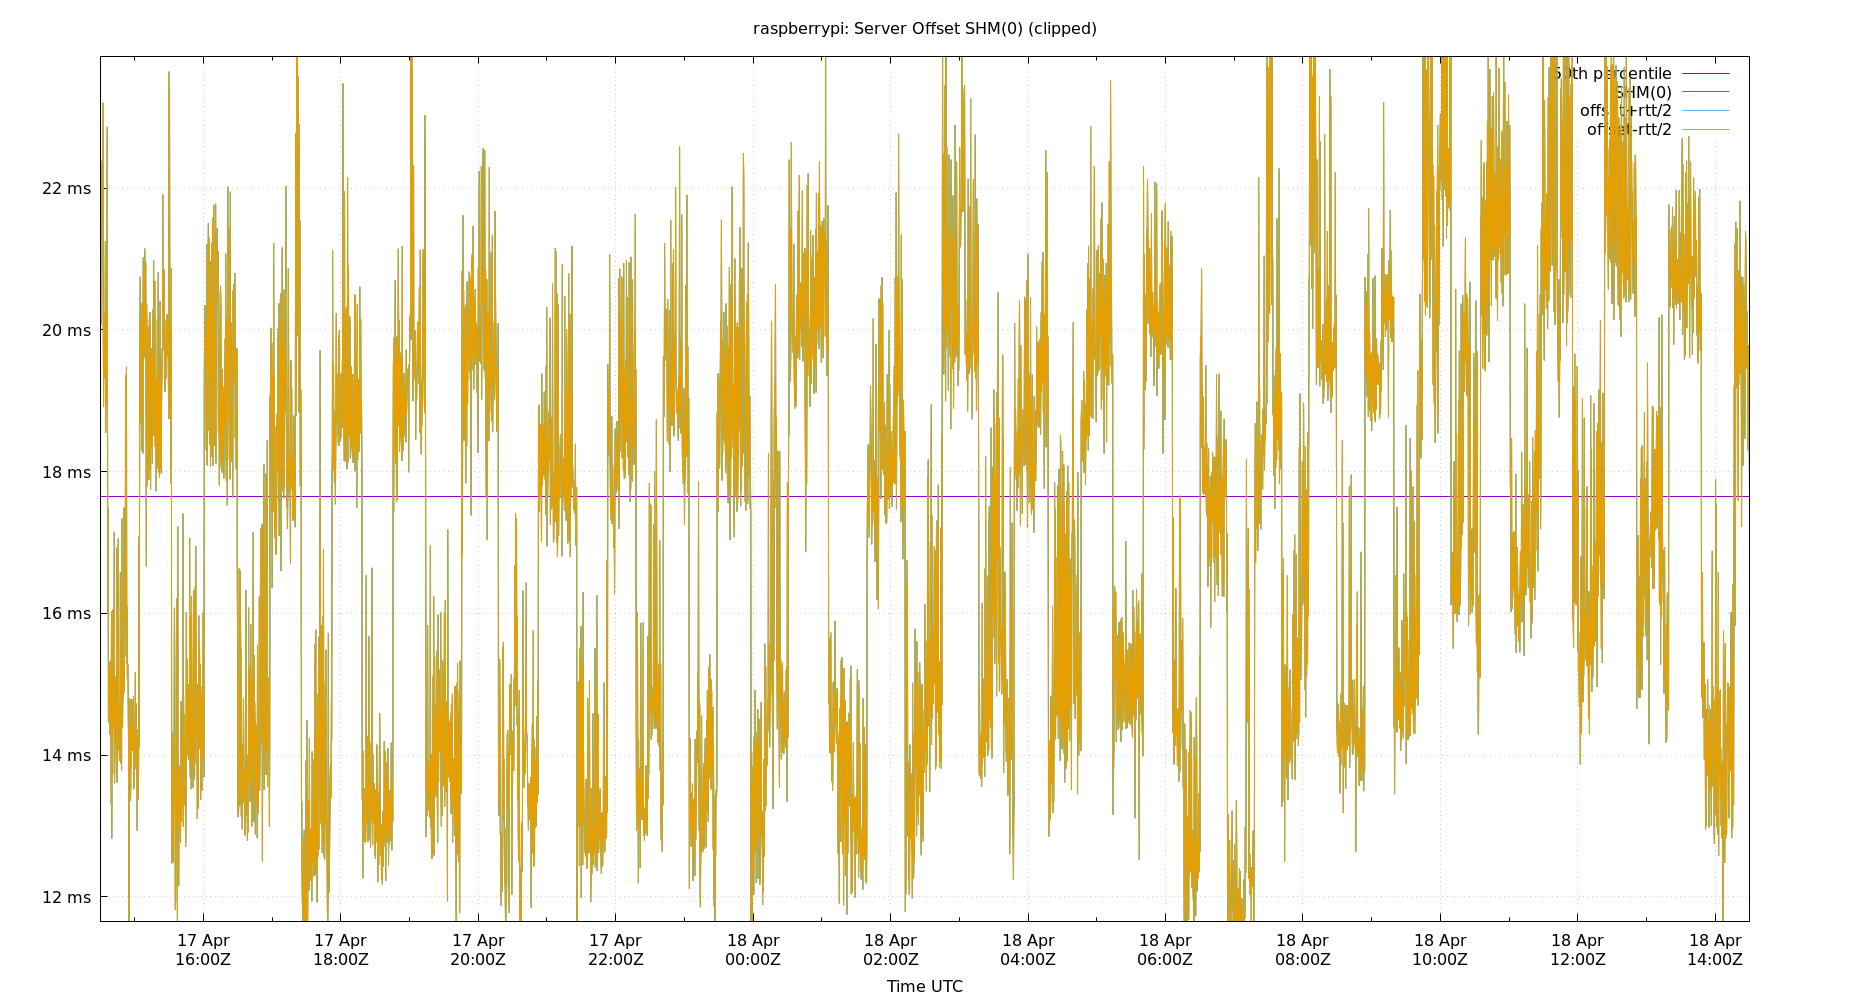 raspberrypi: Server Offset SHM(0) (clipped)
50th percentile
SHM(0)
offset+rtt/2
offset-rtt/2
22 ms
20 ms
18 ms
16 ms
14 ms
12 ms
17 Apr 17 Apr 17 Apr 17 Apr 18 Apr 18 Apr 18 Apr 18 Apr 18 Apr 18 Apr 18 Apr 18 Apr
16:00Z 18:00Z 20:00Z 22:00Z 00:00Z 02:00Z 04:00Z 06:00Z 08:00Z 10:00Z 12:00Z 14:00Z
Time UTC